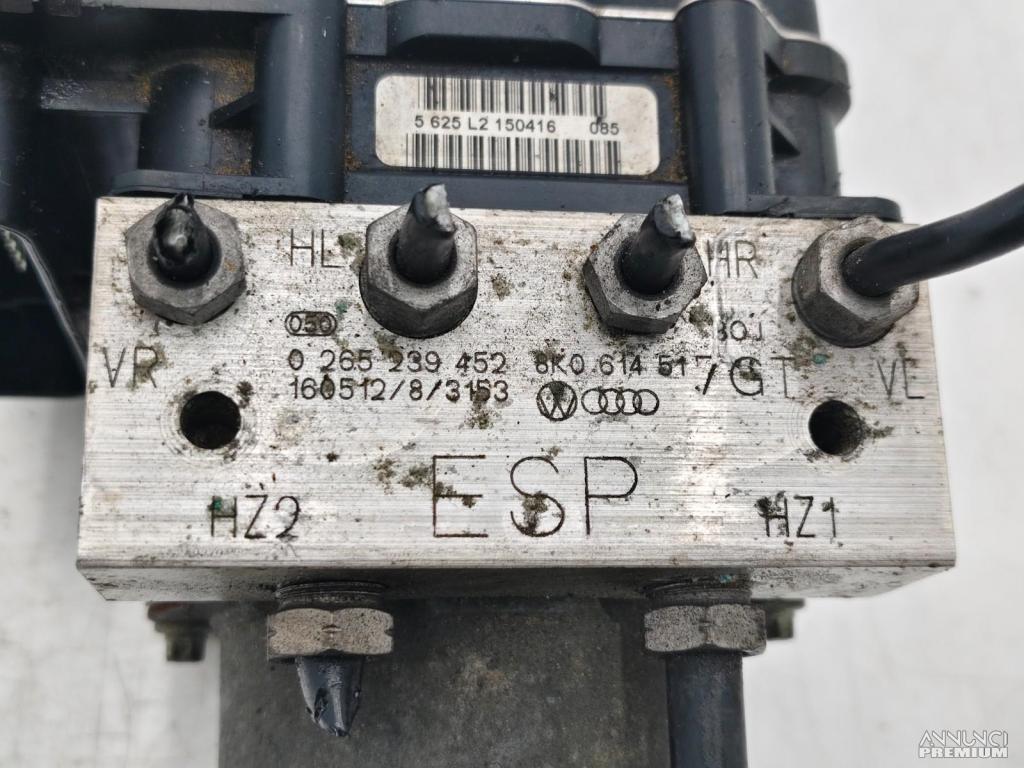 5 625 L2 150416 085
HL HR
050
VR 0 265 239 452 8K0 614 517 /GT VL
160512/8/3153
ESP
HZ2 HZ1
ANNUNCI
PREMIUM